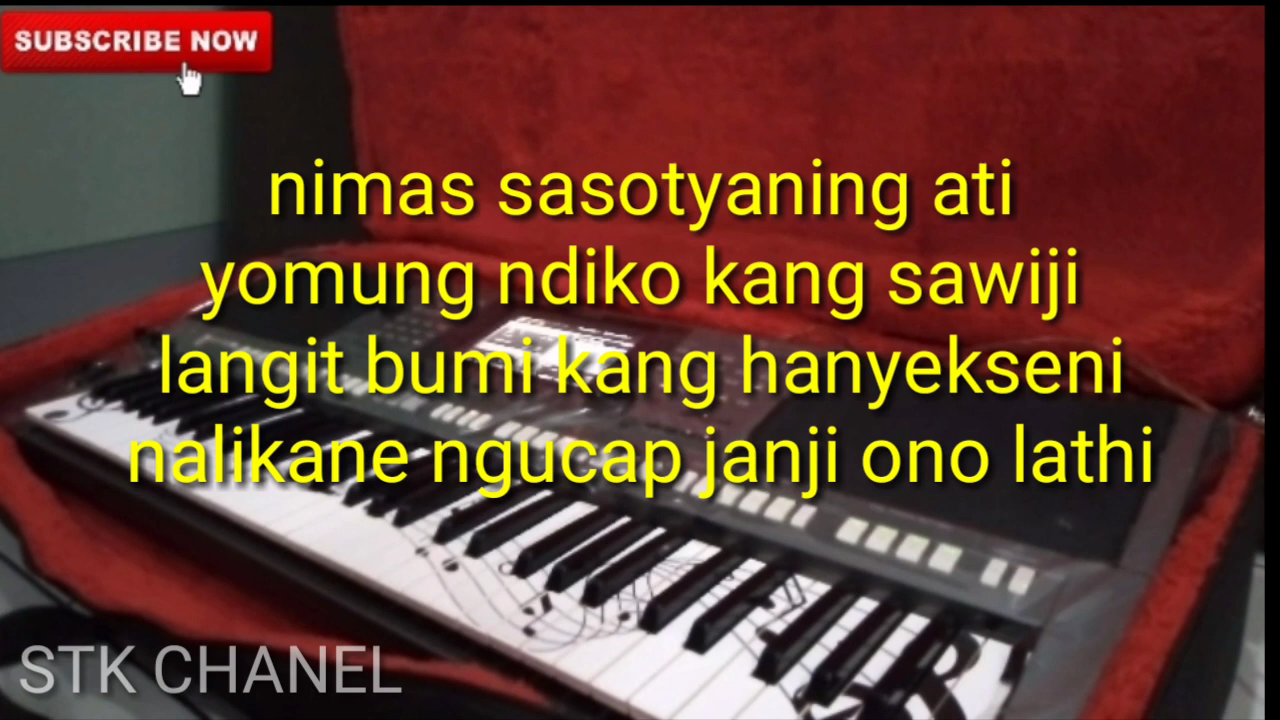 SUBSCRIBE NOW
nimas sasotyaning ati
yomung ndiko kang sawiji
langit bumi kang hanyekseni
nalikane ngucap janji ono lathi
STK CHANEL